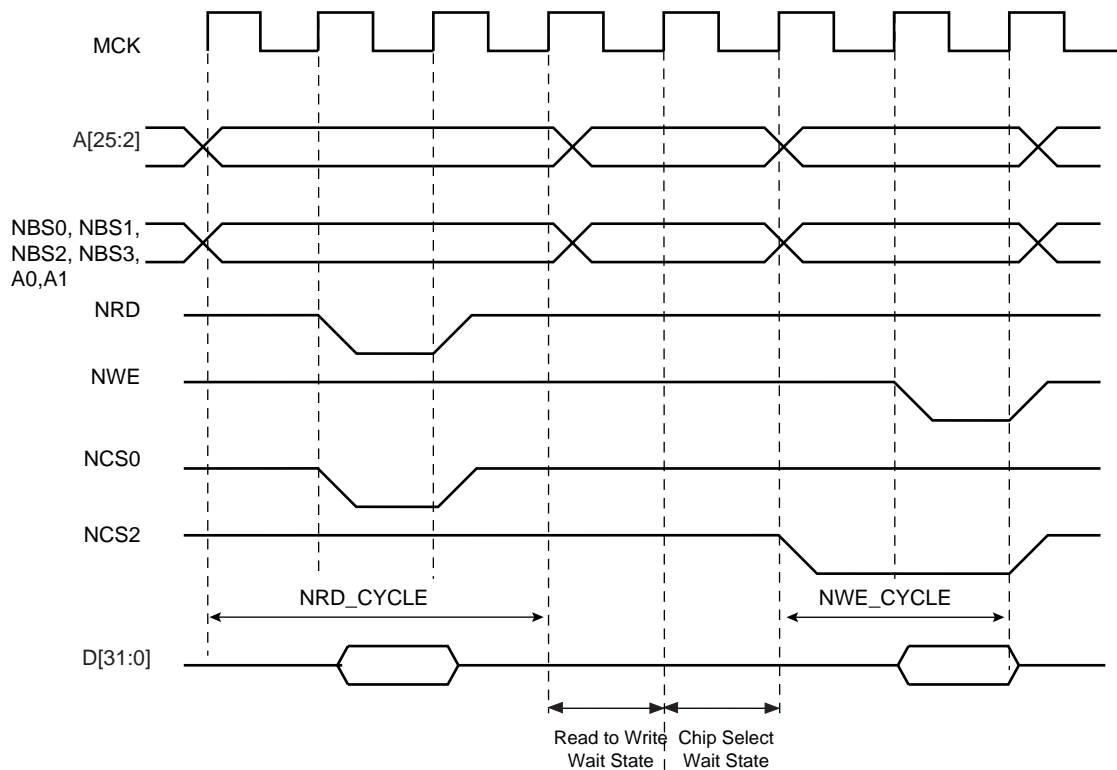 MCK
A[25:2]
NBS0, NBS1,
NBS2, NBS3,
A0,A1
NRD
NWE
NCS0
NCS2
NRD_CYCLE
NWE_CYCLE
D[31:0]
Read to Write
Wait State
Chip Select
Wait State